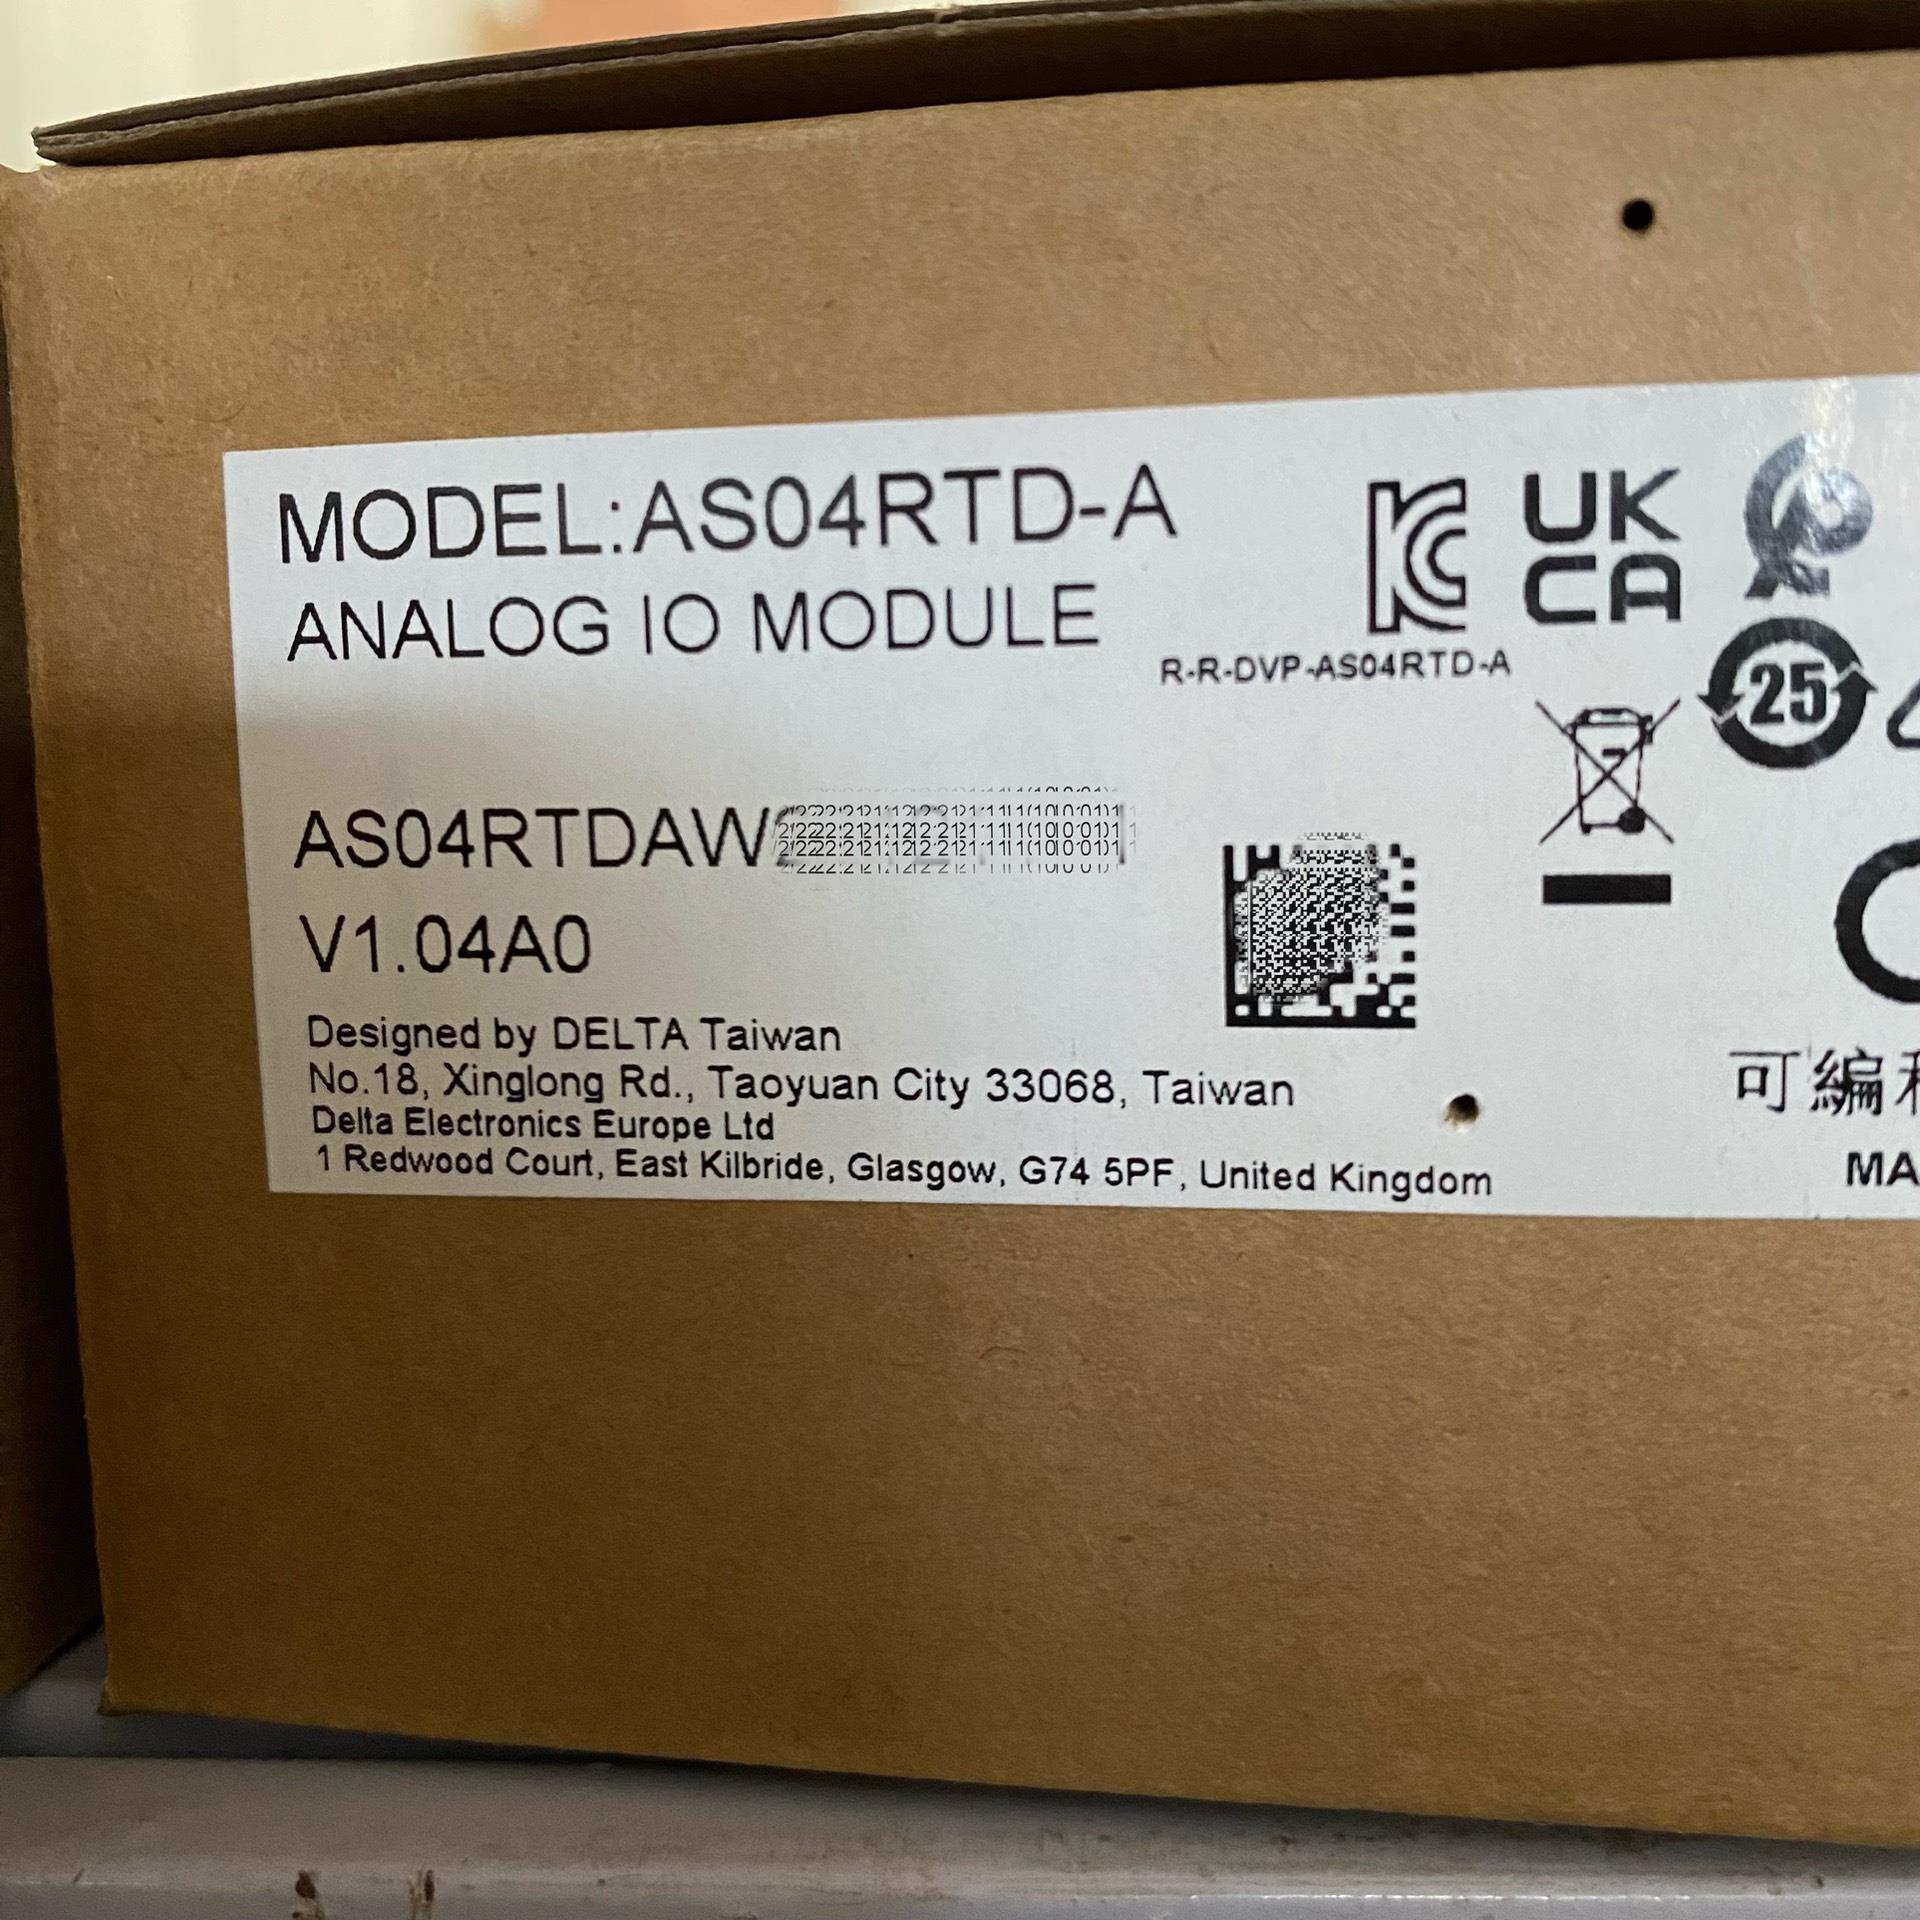 MODEL:AS04RTD-A
ANALOG IO MODULE
R-R-DVP-AS04RTD-A
UK
CA
25
AS04RTDAW
V1.04A0
Designed by DELTA Taiwan
No.18, Xinglong Rd., Taoyuan City 33068, Taiwan
Delta Electronics Europe Ltd
1 Redwood Court, East Kilbride, Glasgow, G74 5PF, United Kingdom
可編
MA